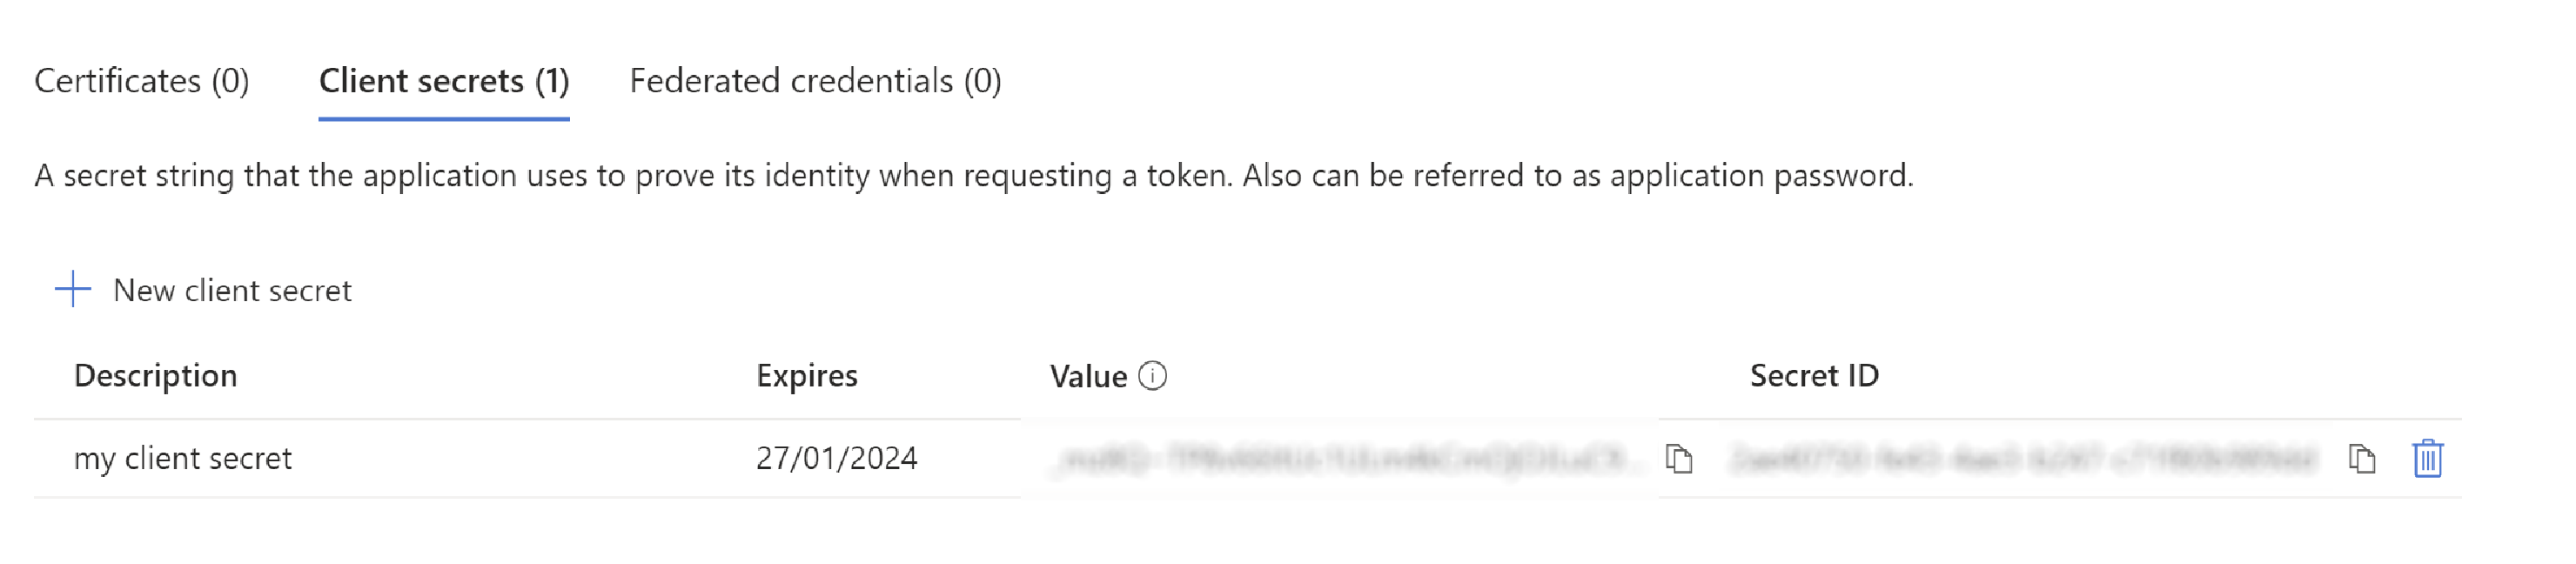 Certificates (0) Client secrets (1) Federated credentials (0)
A secret string that the application uses to prove its identity when requesting a token. Also can be referred to as application password.
New client secret
Description Expires Value Secret ID
my client secret 27/01/2024